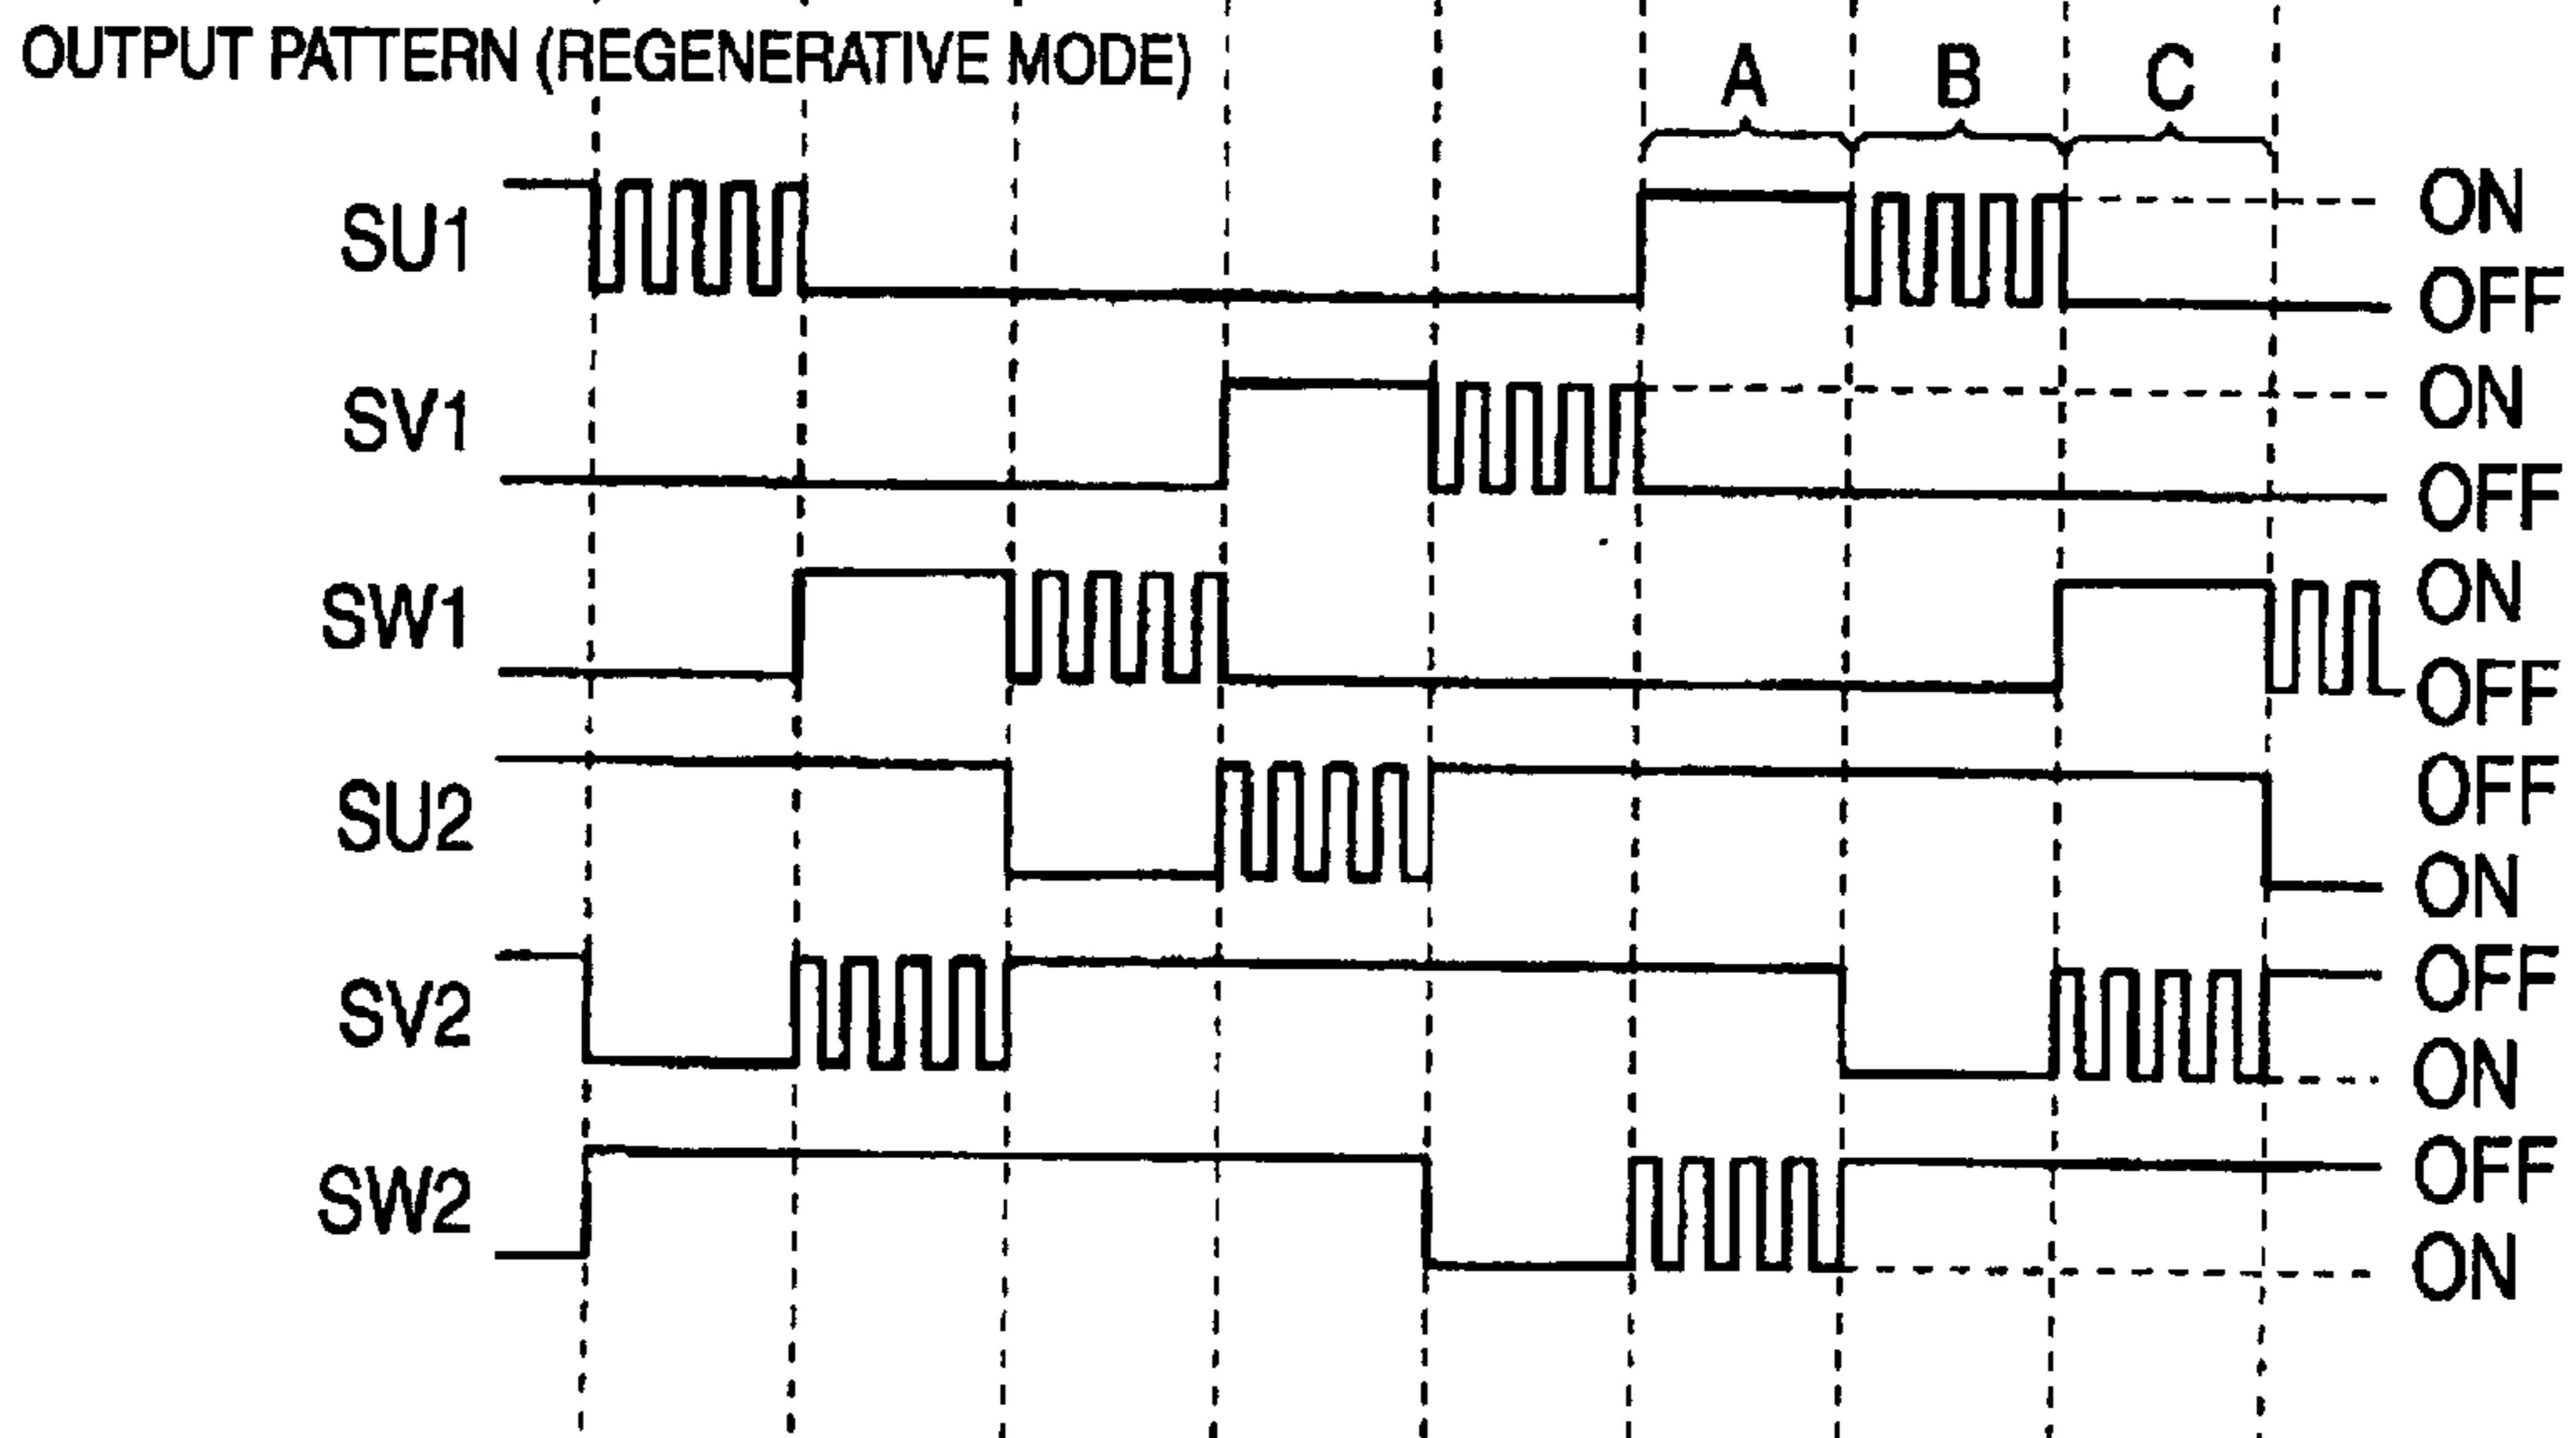 OUTPUT PATTERN (REGENERATIVE MODE)
A B C
SU1 ON
OFF
SV1 ON
OFF
SW1 ON
OFF
SU2 OFF
ON
SV2 OFF
ON
SW2 OFF
ON